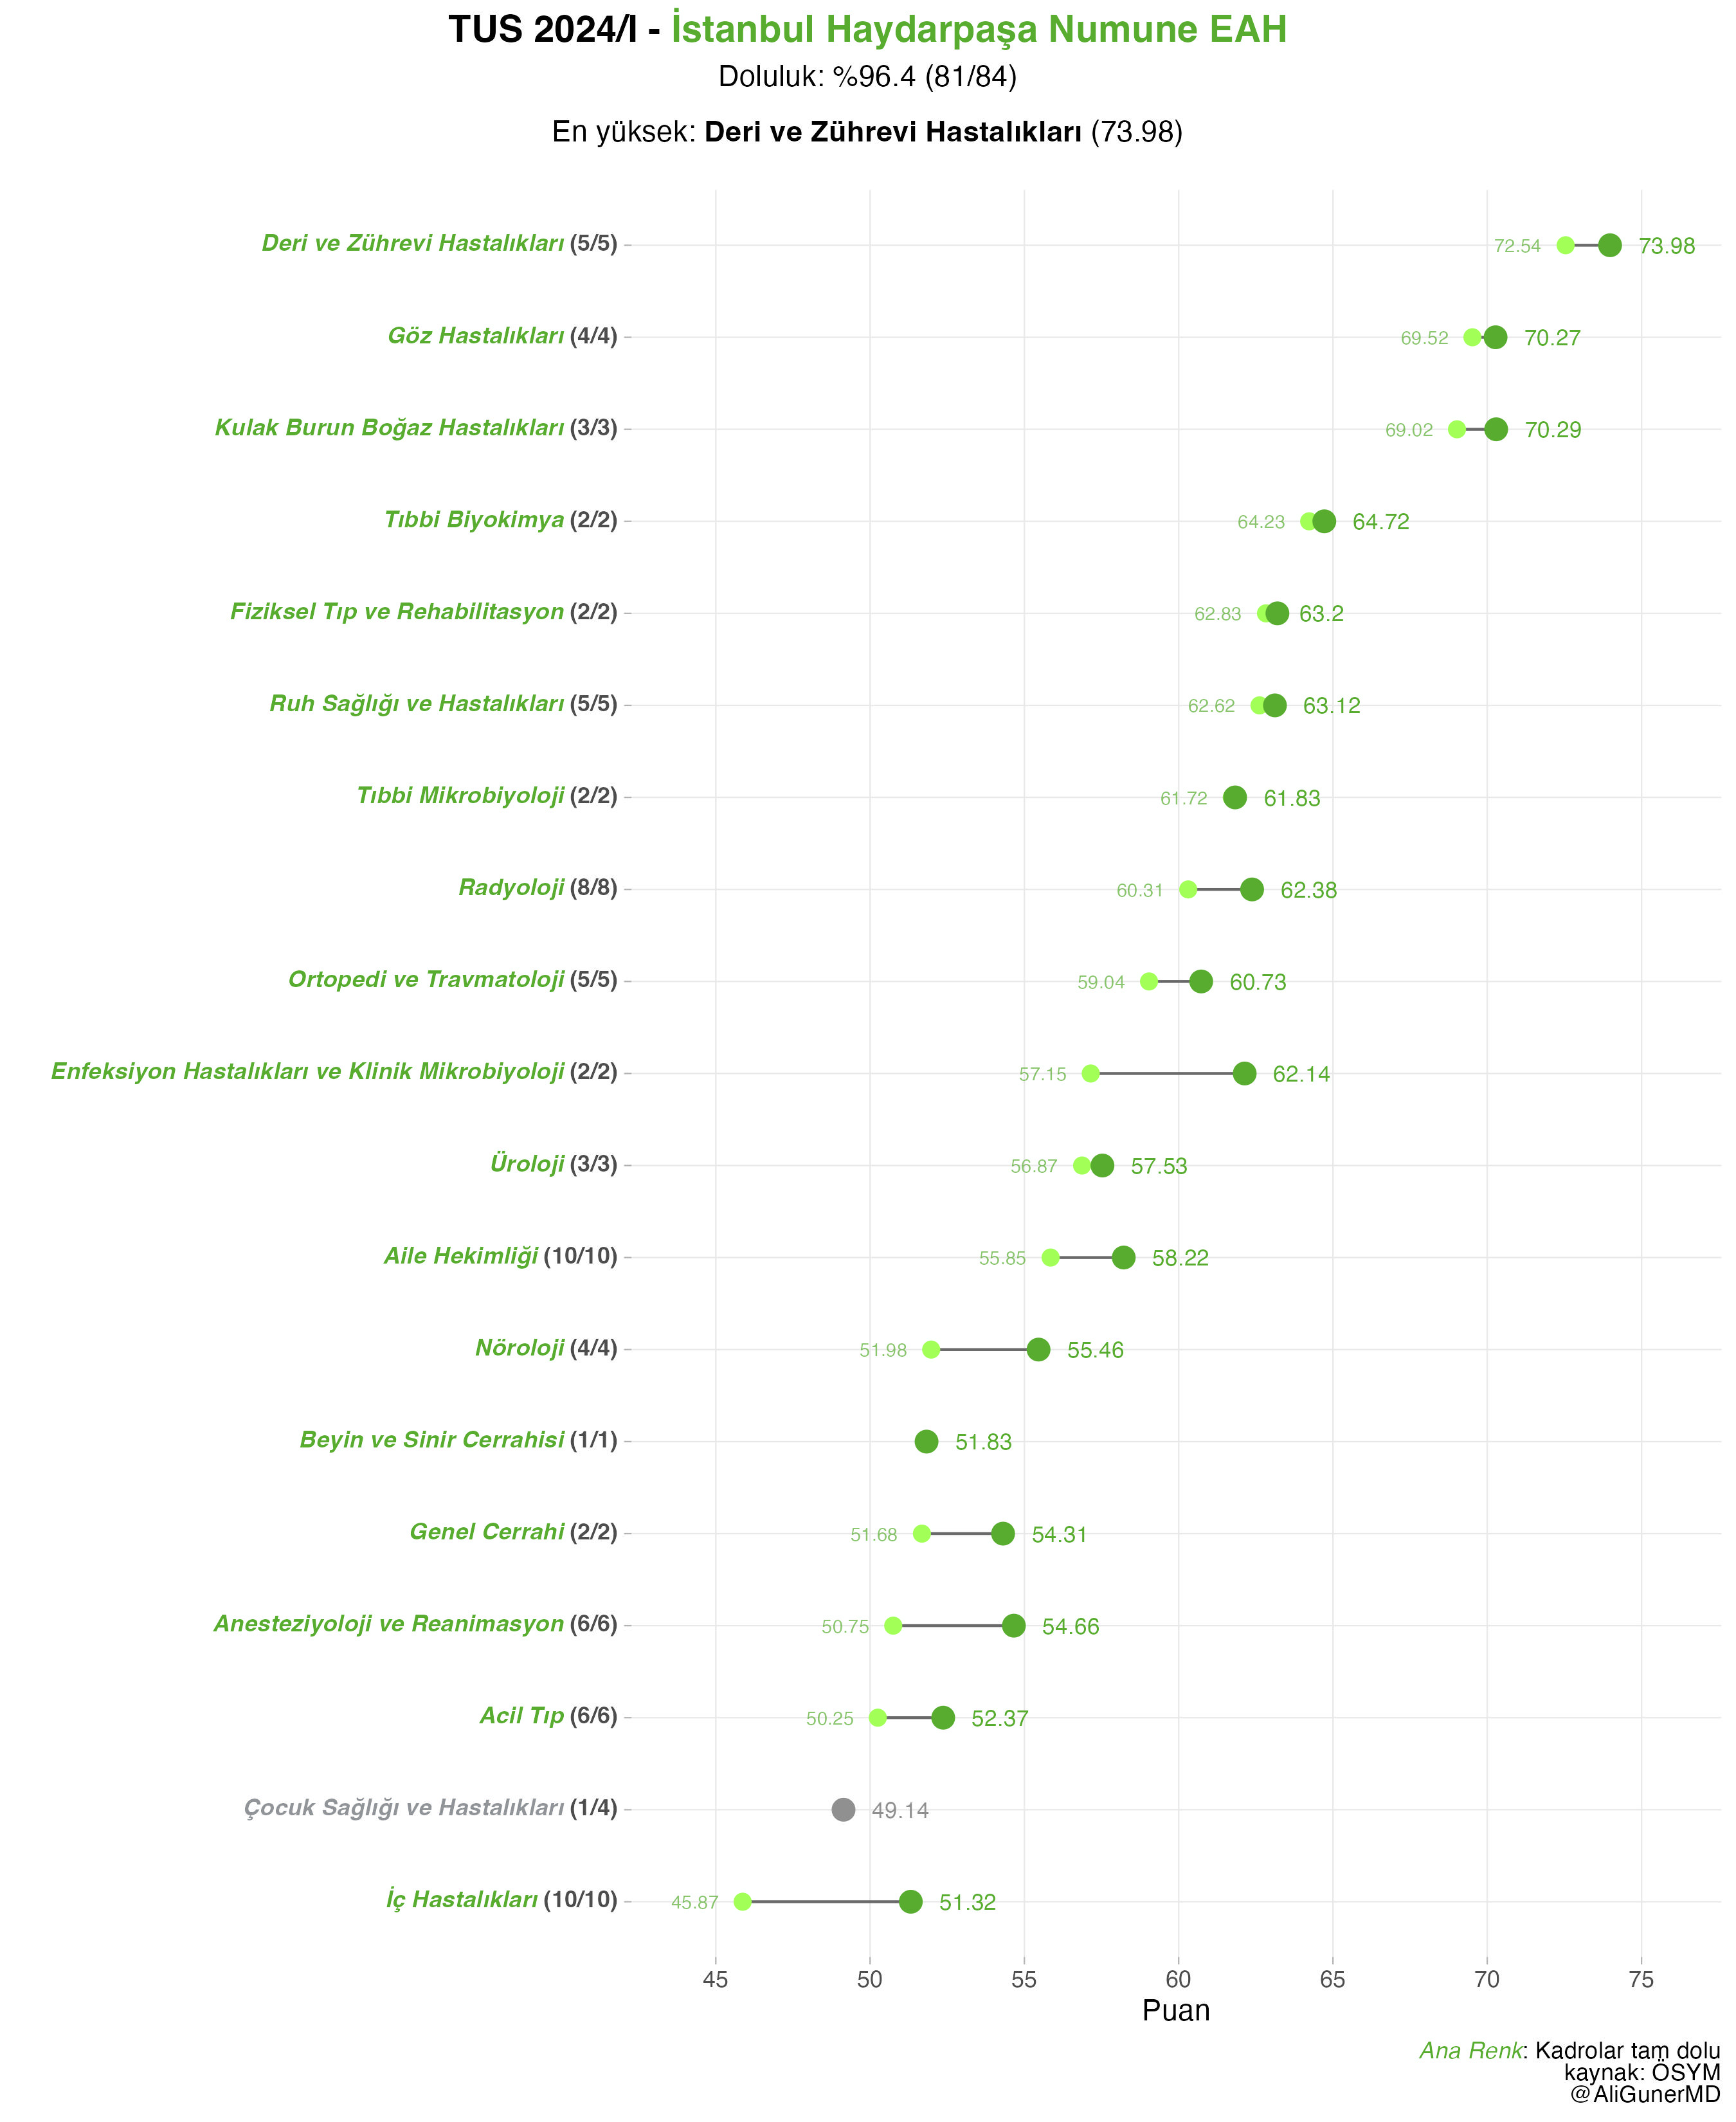 TUS 2024/I - İstanbul Haydarpaşa Numune EAH
Doluluk: %96.4 (81/84)
En yüksek: Deri ve Zührevi Hastalıkları (73.98)
Deri ve Zührevi Hastalıkları (5/5) 72.54 73.98
Göz Hastalıkları (4/4) 69.52 70.27
Kulak Burun Boğaz Hastalıkları (3/3) 69.02 70.29
Tıbbi Biyokimya (2/2) 64.23 64.72
Fiziksel Tıp ve Rehabilitasyon (2/2) 62.83 63.2
Ruh Sağlığı ve Hastalıkları (5/5) 62.62 63.12
Tıbbi Mikrobiyoloji (2/2) 61.72 61.83
Radyoloji (8/8) 60.31 62.38
Ortopedi ve Travmatoloji (5/5) 59.04 60.73
Enfeksiyon Hastalıkları ve Klinik Mikrobiyoloji (2/2) 57.15 62.14
Üroloji (3/3) 56.87 57.53
Aile Hekimliği (10/10) 55.85 58.22
Nöroloji (4/4) 51.98 55.46
Beyin ve Sinir Cerrahisi (1/1) 51.83
Genel Cerrahi (2/2) 51.68 54.31
Anesteziyoloji ve Reanimasyon (6/6) 50.75 54.66
Acil Tıp (6/6) 50.25 52.37
Çocuk Sağlığı ve Hastalıkları (1/4) 49.14
İç Hastalıkları (10/10) 45.87 51.32
45 50 55 60 65 70 75
Puan
Ana Renk: Kadrolar tam dolu
kaynak: ÖSYM
@AliGunerMD